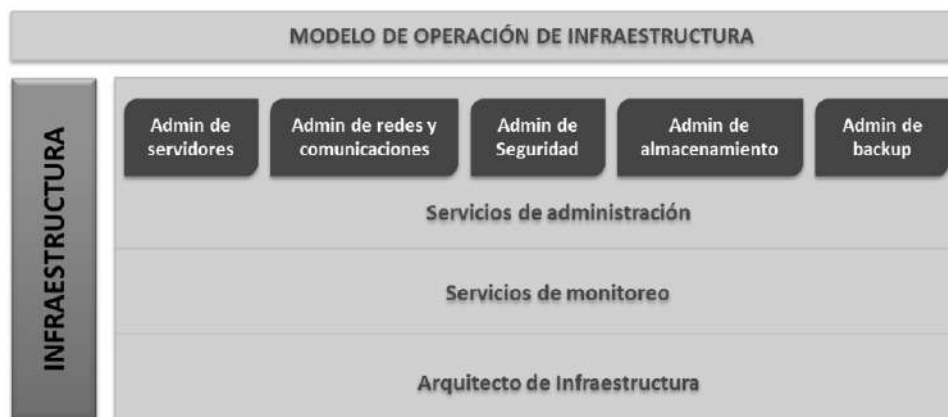 MODELO DE OPERACIÓN DE INFRAESTRUCTURA
INFRAESTRUCTURA
Admin de
servidores
Admin de redes y
comunicaciones
Admin de
Seguridad
Admin de
almacenamiento
Admin de
backup
Servicios de administración
Servicios de monitoreo
Arquitecto de Infraestructura